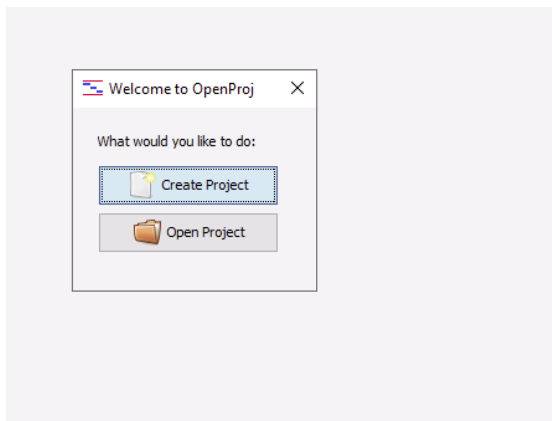 Welcome to OpenProj
What would you like to do:
Create Project
Open Project